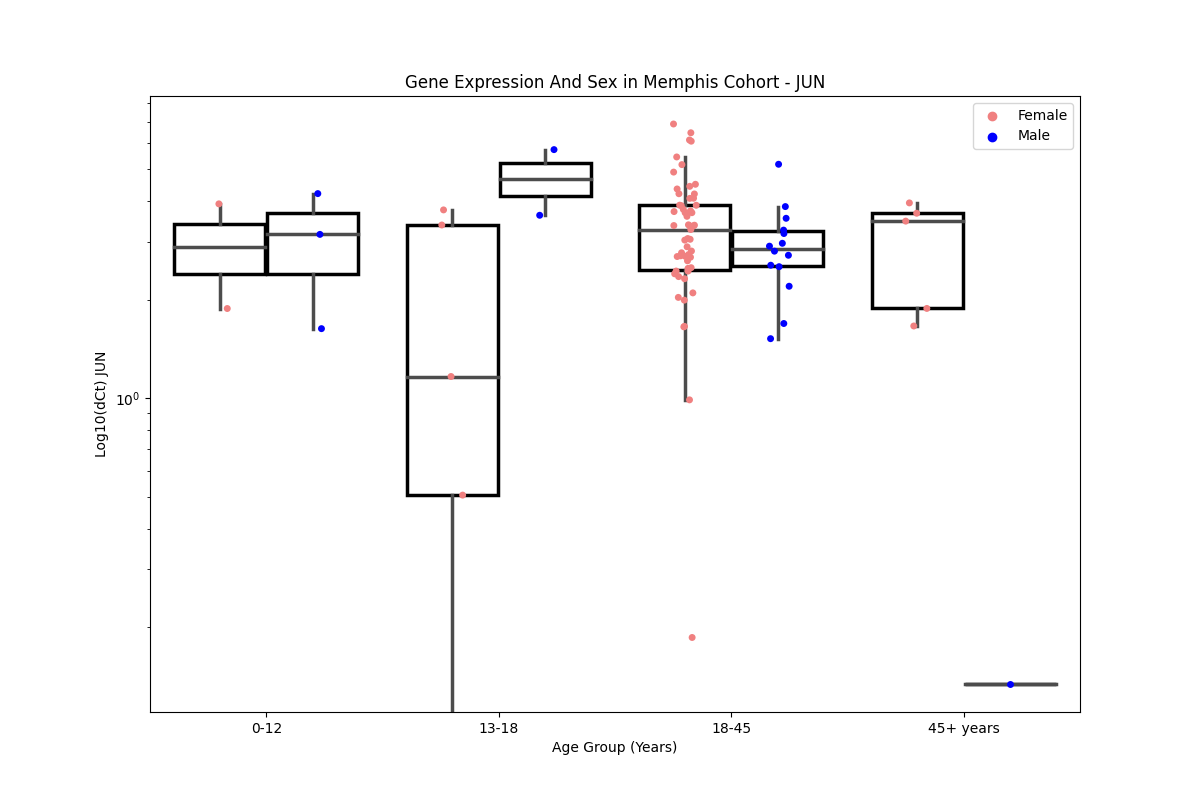 Gene Expression And Sex in Memphis Cohort - JUN
Female
Male
Log10(dCt) JUN
10⁰
0-12
13-18
18-45
45+ years
Age Group (Years)